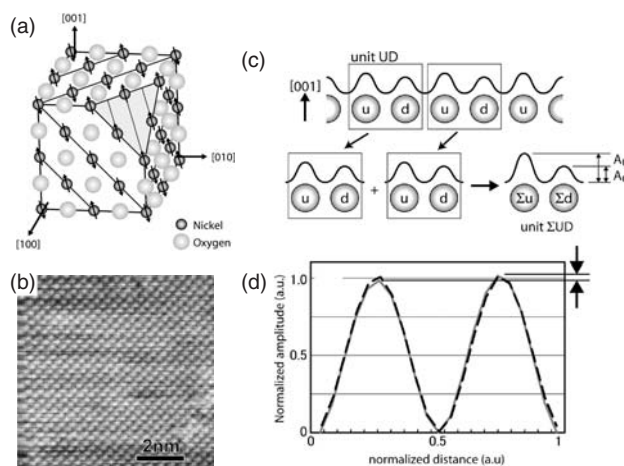 (a)
[001]
[010]
[100]
Nickel
Oxygen
(b)
2nm
(c)
unit UD
[001]
u d u d u
u d + u d
Σu Σd
unit ΣUD
(d)
Normalized amplitude (a.u.)
1.0
0.5
0
0.5
1
normalized distance (a.u)